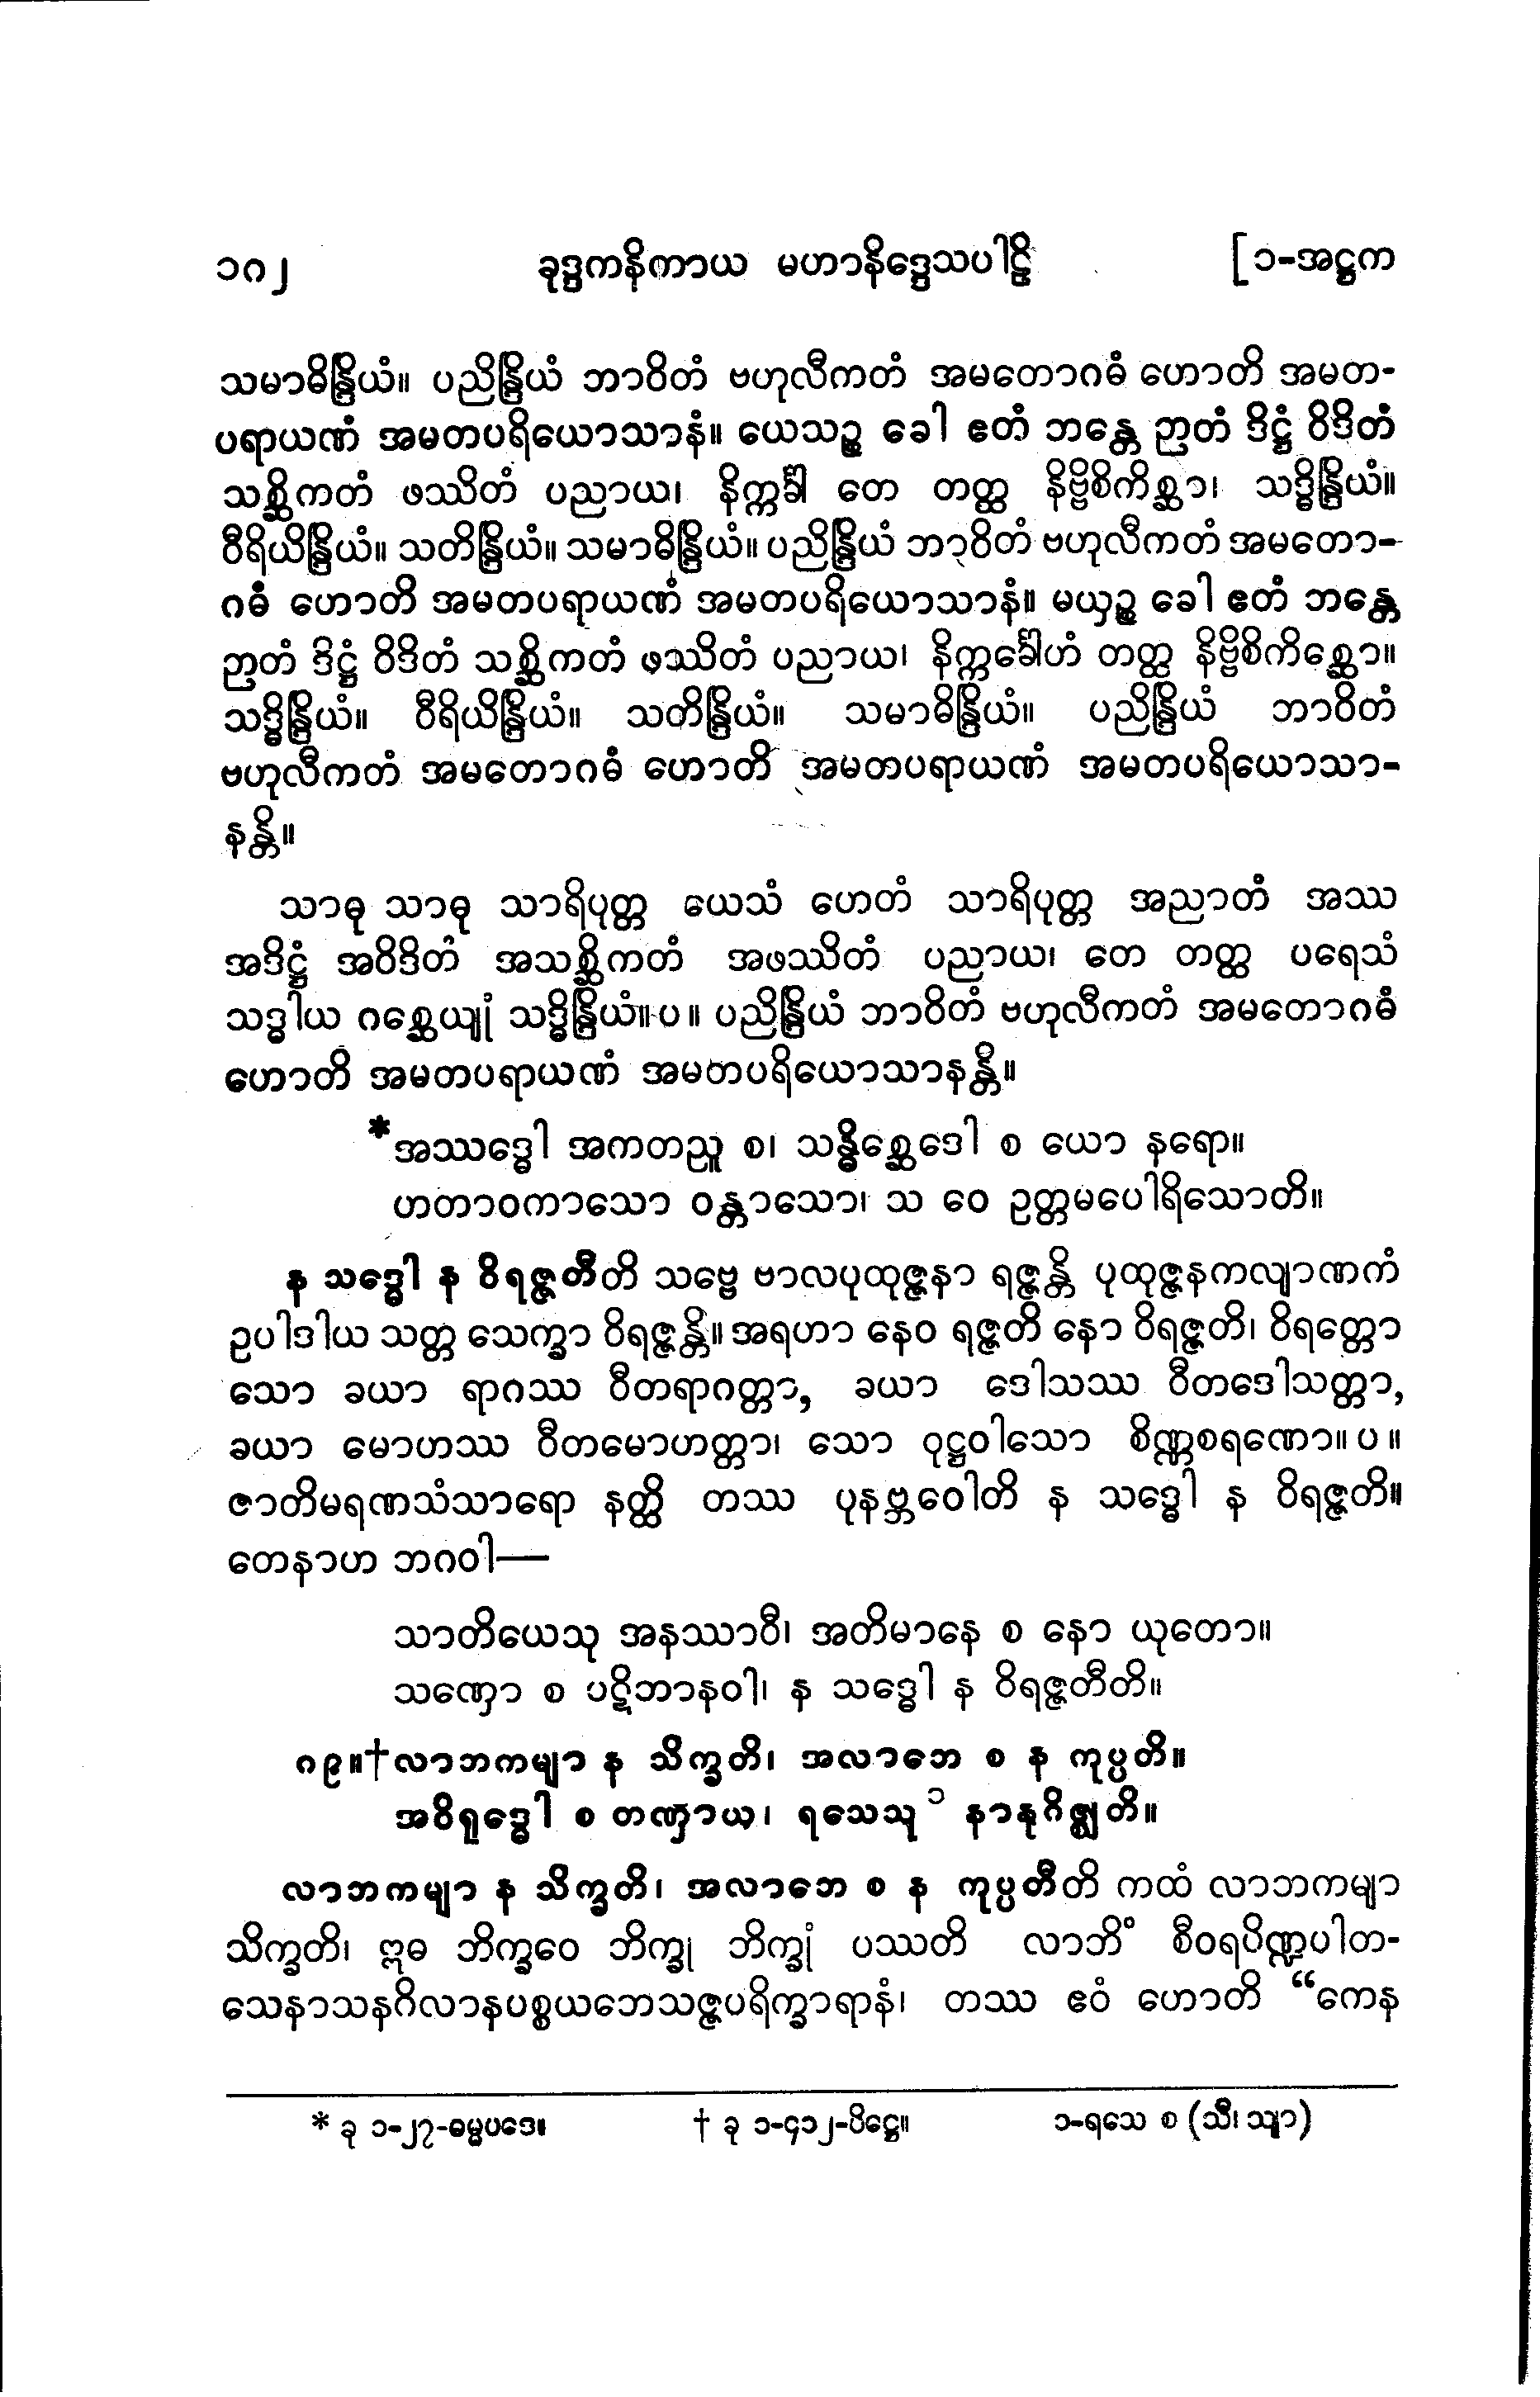 ၁၈၂ ခုဒ္ဒကနိကာယ မဟာနိဒ္ဒေသပါဠိ [ ၁-အဋ္ဌက
သမာဓိန္ဒြိယံ။ ပညိန္ဒြိယံ ဘာဝိတံ ဗဟုလီကတံ အမတောဂဓံ ဟောတိ အမတ-
ပရာယဏံ အမတပရိယောသာနံ။ ယေသဉ္စ ခေါ ဧတံ ဘန္တေ ဉာတံ ဒိဋ္ဌံ ဝိဒိတံ
သစ္ဆိကတံ ဖဿိတံ ပညာယ၊ နိက္ကင်္ခါ တေ တတ္ထ နိဗ္ဗိစိကိစ္ဆာ၊ သဒ္ဓိန္ဒြိယံ။
ဝီရိယိန္ဒြိယံ။ သတိန္ဒြိယံ။ သမာဓိန္ဒြိယံ။ ပညိန္ဒြိယံ ဘာဝိတံ ဗဟုလီကတံ အမတော-
ဂဓံ ဟောတိ အမတပရာယဏံ အမတပရိယောသာနံ။ မယှဉ္စ ခေါ ဧတံ ဘန္တေ
ဉာတံ ဒိဋ္ဌံ ဝိဒိတံ သစ္ဆိကတံ ဖဿိတံ ပညာယ၊ နိက္ကင်္ခေါဟံ တတ္ထ နိဗ္ဗိစိကိစ္ဆော။
သဒ္ဓိန္ဒြိယံ။ ဝီရိယိန္ဒြိယံ။ သတိန္ဒြိယံ။ သမာဓိန္ဒြိယံ။ ပညိန္ဒြိယံ ဘာဝိတံ
ဗဟုလီကတံ အမတောဂဓံ ဟောတိ အမတပရာယဏံ အမတပရိယောသာ-
နန္တိ။
သာဓု သာဓု သာရိပုတ္တ ယေသံ ဟေတံ သာရိပုတ္တ အညာတံ အဿ
အဒိဋ္ဌံ အဝိဒိတံ အသစ္ဆိကတံ အဖဿိတံ ပညာယ၊ တေ တတ္ထ ပရေသံ
သဒ္ဓါယ ဂစ္ဆေယျုံ သဒ္ဓိန္ဒြိယံ။ပ။ ပညိန္ဒြိယံ ဘာဝိတံ ဗဟုလီကတံ အမတောဂဓံ
ဟောတိ အမတပရာယဏံ အမတပရိယောသာနန္တိ။
*အဿဒ္ဓေါ အကတညူ စ၊ သန္ဓိစ္ဆေဒေါ စ ယော နရော။
ဟတာဝကာသော ဝန္တာသော၊ သ ဝေ ဥတ္တမပေါရိသောတိ။
န သဒ္ဓေါ န ဝိရဇ္ဇတီတိ သဗ္ဗေ ဗာလပုထုဇ္ဇနာ ရဇ္ဇန္တိ ပုထုဇ္ဇနကလျာဏကံ
ဥပါဒါယ သတ္တ သေက္ခာ ဝိရဇ္ဇန္တိ။ အရဟာ နေဝ ရဇ္ဇတိ နော ဝိရဇ္ဇတိ၊ ဝိရတ္တော
သော ခယာ ရာဂဿ ဝီတရာဂတ္တာ, ခယာ ဒေါသဿ ဝီတဒေါသတ္တာ,
ခယာ မောဟဿ ဝီတမောဟတ္တာ၊ သော ဝုဋ္ဌဝါသော စိဏ္ဏစရဏော။ ပ ။
ဇာတိမရဏသံသာရော နတ္ထိ တဿ ပုနဗ္ဘဝေါတိ န သဒ္ဓေါ န ဝိရဇ္ဇတိ။
တေနာဟ ဘဂဝါ—
သာတိယေသု အနဿာဝီ၊ အတိမာနေ စ နော ယုတော။
သဏှော စ ပဋိဘာနဝါ၊ န သဒ္ဓေါ န ဝိရဇ္ဇတီတိ။
၈၉။†လာဘကမျာ န သိက္ခတိ၊ အလာဘေ စ န ကုပ္ပတိ။
အဝိရုဒ္ဓေါ စ တဏှာယ၊ ရသေသု ၁ နာနုဂိဇ္ဈတိ။
လာဘကမျာ န သိက္ခတိ၊ အလာဘေ စ န ကုပ္ပတီတိ ကထံ လာဘကမျာ
သိက္ခတိ၊ ဣဓ ဘိက္ခဝေ ဘိက္ခု ဘိက္ခုံ ပဿတိ လာဘိံ စီဝရပိဏ္ဍပါတ-
သေနာသနဂိလာနပစ္စယဘေသဇ္ဇပရိက္ခာရာနံ၊ တဿ ဧဝံ ဟောတိ “ကေန
* ခု ၁-၂၇-ဓမ္မပဒေ။ † ခု ၁-၄၁၂-ပိဋ္ဌေ။ ၁-ရသေ စ (သီ၊ သျာ)